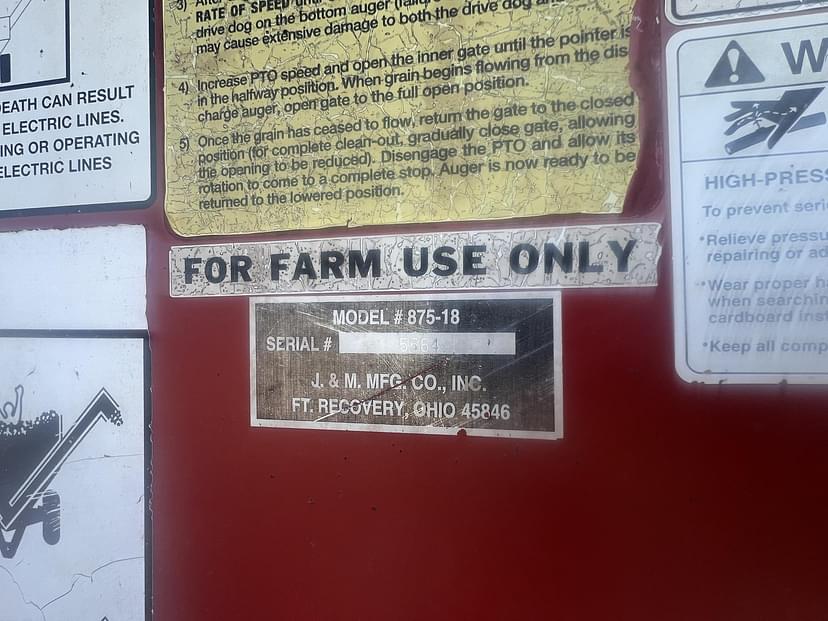 DEATH CAN RESULT
ELECTRIC LINES.
ING OR OPERATING
ELECTRIC LINES
3)
RATE OF SPEED
drive dog on the bottom auger
may cause extensive damage to both the drive dog
4) Increase PTO speed and open the inner gate until the pointer is
in the halfway position. When grain begins flowing from the dis
charge auger, open gate to the full open position.
5) Once the grain has ceased to flow, return the gate to the closed
position (for complete clean-out, gradually close gate, allowing
the opening to be reduced). Disengage the PTO and allow its
rotation to come to a complete stop. Auger is now ready to be
returned to the lowered position.
FOR FARM USE ONLY
MODEL # 875-18
SERIAL # 5664
J. & M. MFG. CO., INC.
FT. RECOVERY, OHIO 45846
W
HIGH-PRESS
To prevent seri
*Relieve pressu
repairing or ad
*Wear proper ha
when searchin
cardboard inst
*Keep all comp